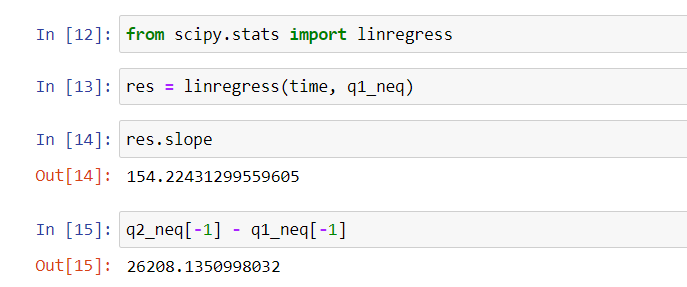 In [12]: from scipy.stats import linregress
In [13]: res = linregress(time, q1_neq)
In [14]: res.slope
Out[14]: 154.22431299559605
In [15]: q2_neq[-1] - q1_neq[-1]
Out[15]: 26208.1350998032